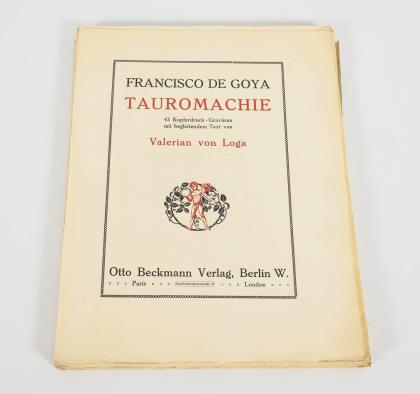 FRANCISCO DE GOYA
TAUROMACHIE
43 Kupferdruck-Gravüren
mit begleitendem Text von
Valerian von Loga
Otto Beckmann Verlag, Berlin W.
Paris London